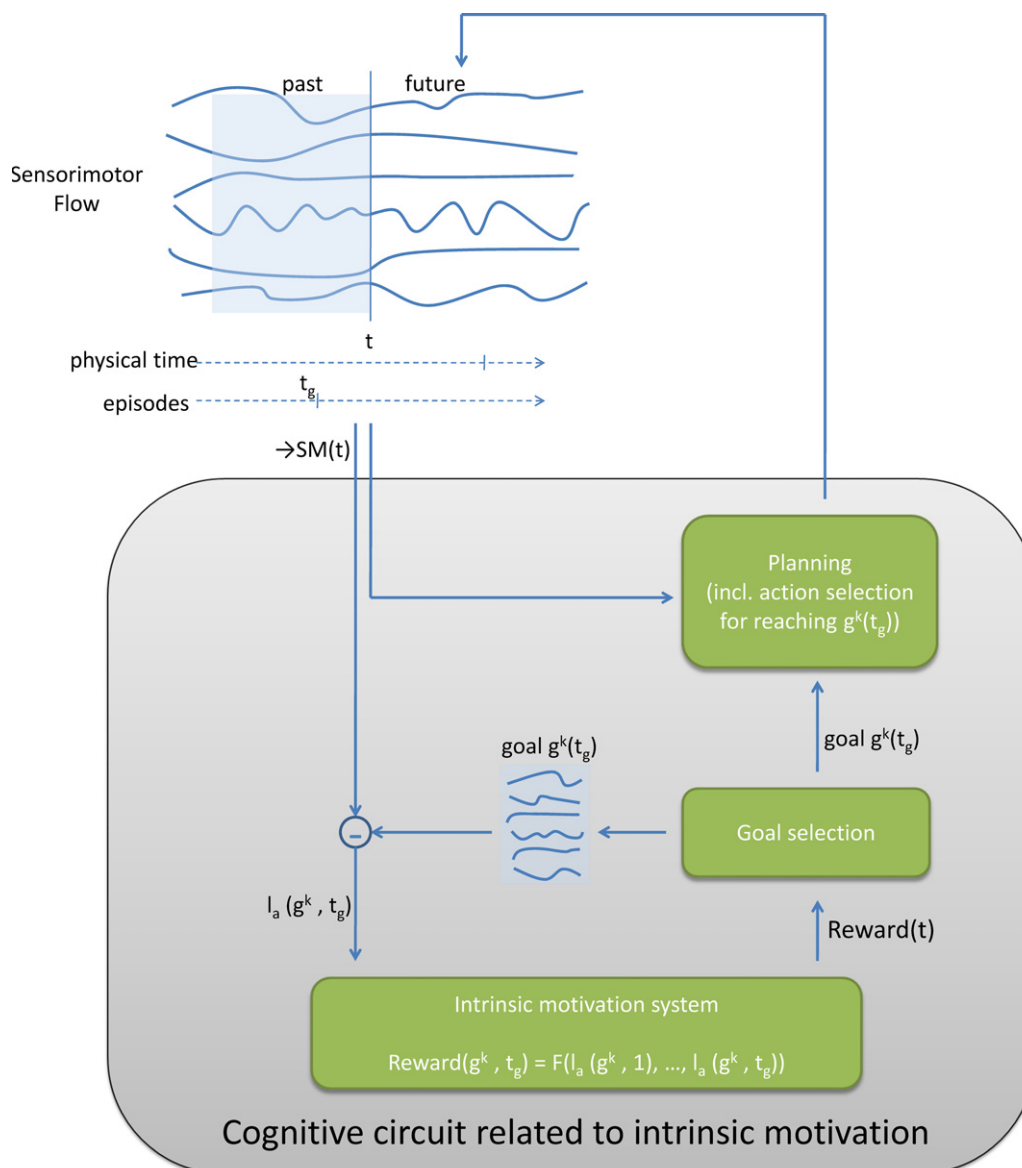 past
future
Sensorimotor
Flow
t
physical time
t_g
episodes
→SM(t)
Planning
(incl. action selection
for reaching g^k(t_g))
goal g^k(t_g)
goal g^k(t_g)
Goal selection
-
l_a (g^k , t_g)
Reward(t)
Intrinsic motivation system
Reward(g^k , t_g) = F(l_a (g^k , 1), ..., l_a (g^k , t_g))
Cognitive circuit related to intrinsic motivation